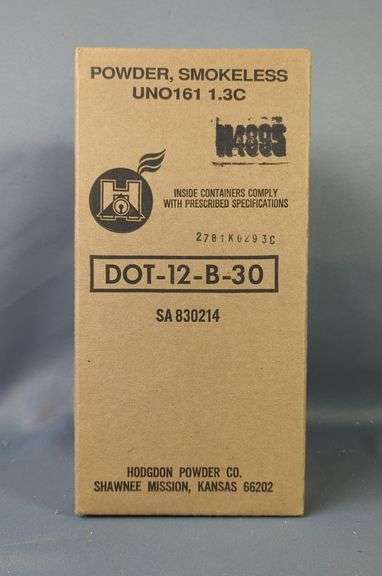 POWDER, SMOKELESS
UNO161 1.3C
H
INSIDE CONTAINERS COMPLY
WITH PRESCRIBED SPECIFICATIONS
2781K0293C
DOT-12-B-30
SA 830214
HODGDON POWDER CO.
SHAWNEE MISSION, KANSAS 66202